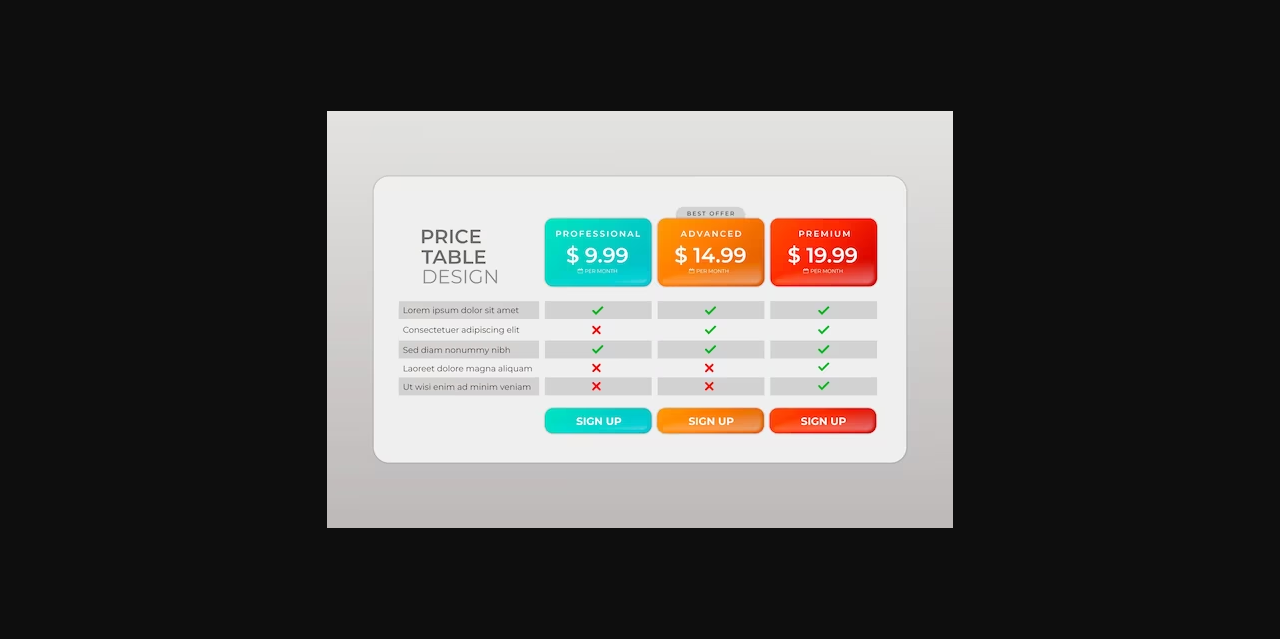 BEST OFFER
PRICE
TABLE
DESIGN
PROFESSIONAL
$ 9.99
PER MONTH
ADVANCED
$ 14.99
PER MONTH
PREMIUM
$ 19.99
PER MONTH
Lorem ipsum dolor sit amet
Consectetuer adipiscing elit
Sed diam nonummy nibh
Laoreet dolore magna aliquam
Ut wisi enim ad minim veniam
SIGN UP
SIGN UP
SIGN UP